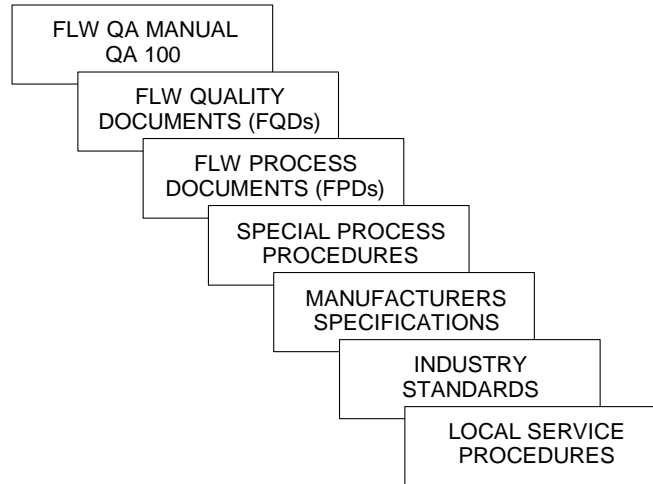 FLW QA MANUAL
QA 100
FLW QUALITY
DOCUMENTS (FQDs)
FLW PROCESS
DOCUMENTS (FPDs)
SPECIAL PROCESS
PROCEDURES
MANUFACTURERS
SPECIFICATIONS
INDUSTRY
STANDARDS
LOCAL SERVICE
PROCEDURES